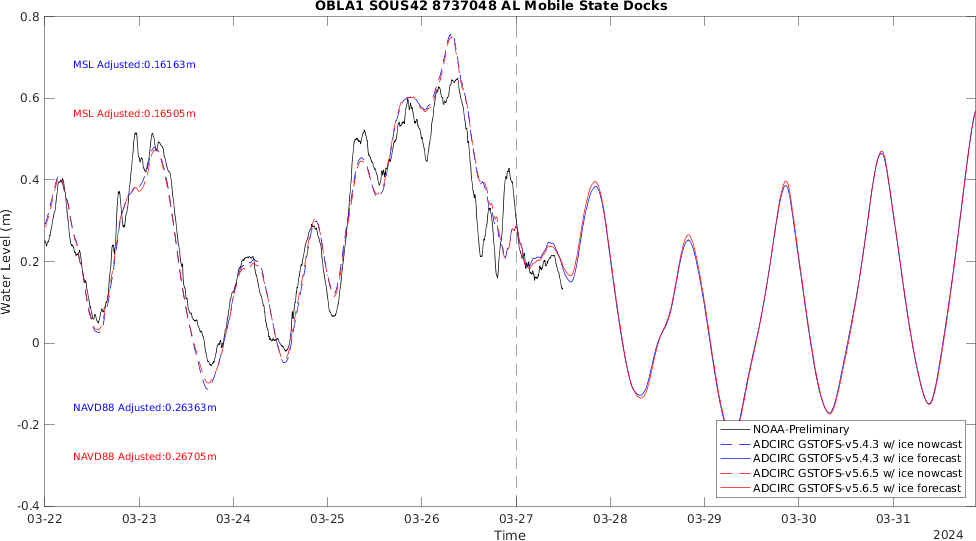 OBLA1 SOUS42 8737048 AL Mobile State Docks
0.8
0.6
0.4
0.2
0
-0.2
-0.4
Water Level (m)
MSL Adjusted:0.16163m
MSL Adjusted:0.16505m
NAVD88 Adjusted:0.26363m
NAVD88 Adjusted:0.26705m
NOAA-Preliminary
ADCIRC GSTOFS-v5.4.3 w/ ice nowcast
ADCIRC GSTOFS-v5.4.3 w/ ice forecast
ADCIRC GSTOFS-v5.6.5 w/ ice nowcast
ADCIRC GSTOFS-v5.6.5 w/ ice forecast
03-22 03-23 03-24 03-25 03-26 03-27 03-28 03-29 03-30 03-31
Time
2024